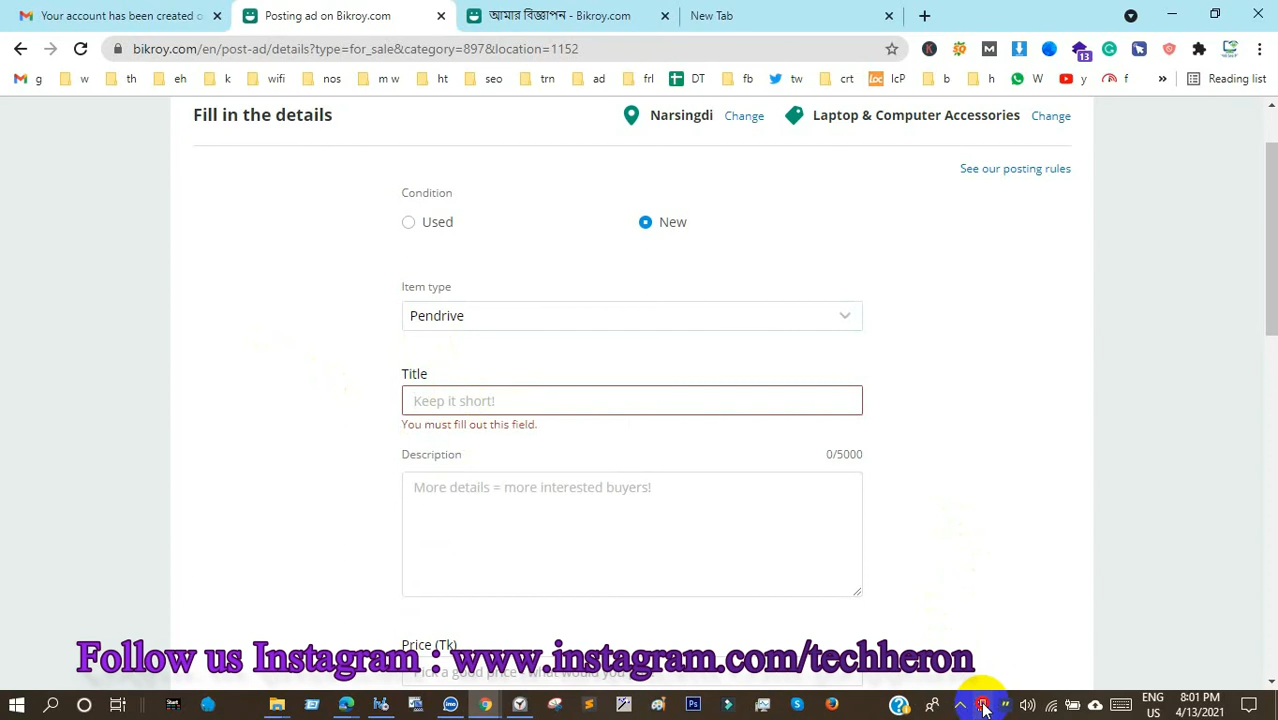 Your account has been created o
Posting ad on Bikroy.com
আমার বিজ্ঞাপন - Bikroy.com
New Tab
bikroy.com/en/post-ad/details?type=for_sale&category=897&location=1152
13
g
w
th
eh
k
wifi
nos
m w
ht
seo
trn
ad
frl
DT
fb
tw
crt
loc
lcP
b
h
W
y
f
»
Reading list
Fill in the details
Narsingdi
Change
Laptop & Computer Accessories
Change
See our posting rules
Condition
Used
New
Item type
Pendrive
Title
Keep it short!
You must fill out this field.
Description
0/5000
More details = more interested buyers!
Price (Tk)
Pick a good price - what would you
Follow us Instagram : www.instagram.com/techheron
ENG
US
8:01 PM
4/13/2021